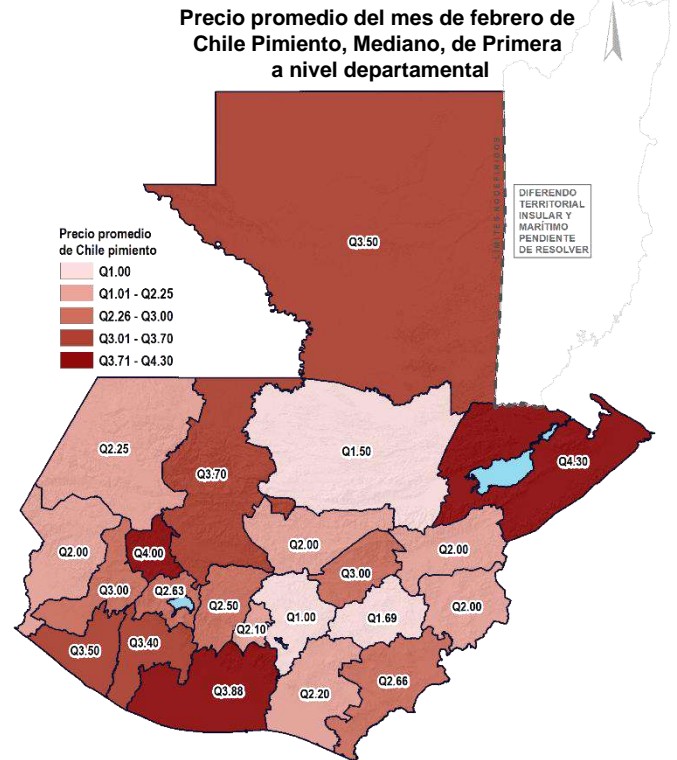 Precio promedio del mes de febrero de
Chile Pimiento, Mediano, de Primera
a nivel departamental
LIMITES NO DEFINIDOS
DIFERENDO
TERRITORIAL
INSULAR Y
MARÍTIMO
PENDIENTE
DE RESOLVER
Precio promedio
de Chile pimiento
Q1.00
Q1.01 - Q2.25
Q2.26 - Q3.00
Q3.01 - Q3.70
Q3.71 - Q4.30
Q3.50
Q2.25
Q3.70
Q1.50
Q4.30
Q2.00
Q4.00
Q2.00
Q2.00
Q3.00
Q3.00
Q2.63
Q2.50
Q2.00
Q1.00
Q1.69
Q2.10
Q3.50
Q3.40
Q3.88
Q2.20
Q2.66